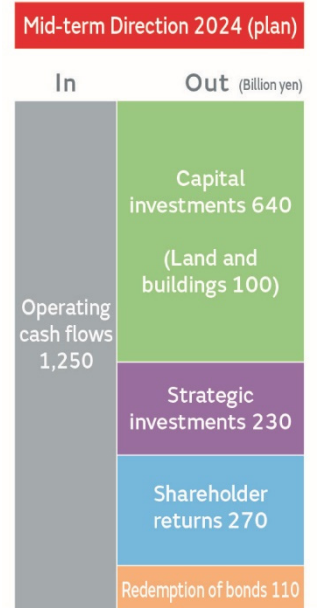 Mid-term Direction 2024 (plan)
In
Out (Billion yen)
Operating
cash flows
1,250
Capital
investments 640
(Land and
buildings 100)
Strategic
investments 230
Shareholder
returns 270
Redemption of bonds 110